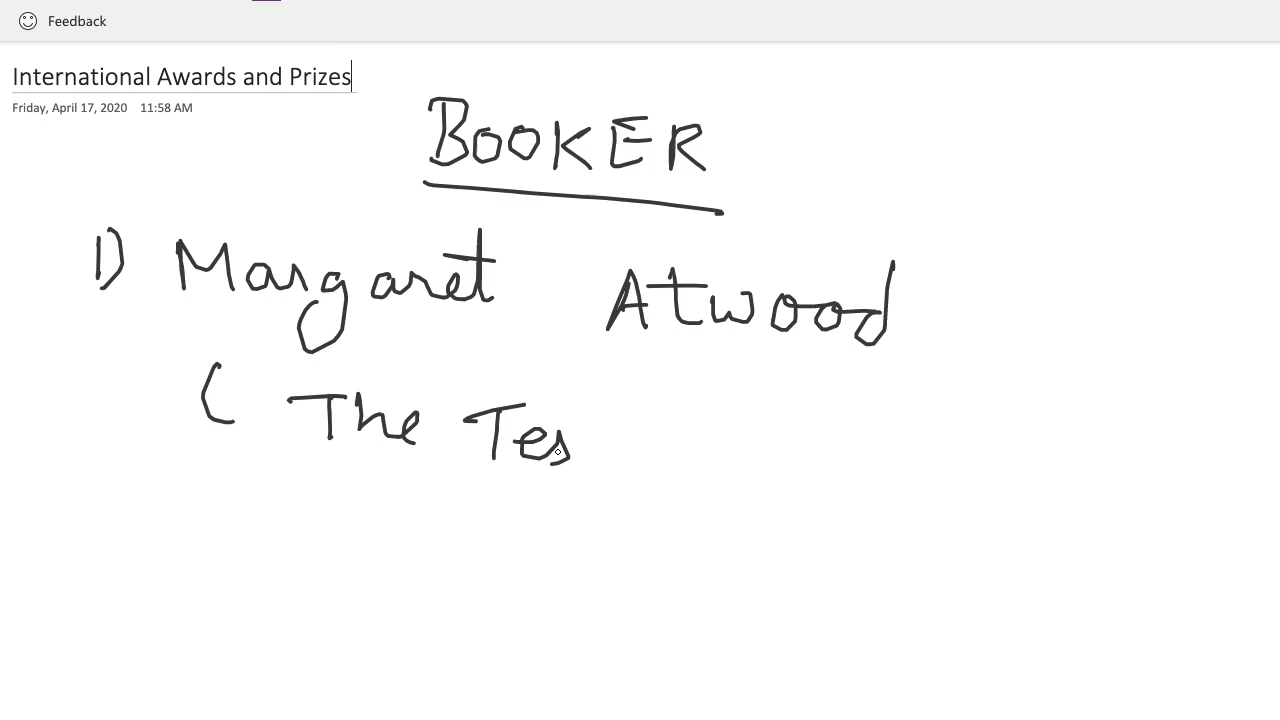 Feedback
International Awards and Prizes
Friday, April 17, 2020 11:58 AM
BOOKER
1) Margaret Atwood
( The Tes